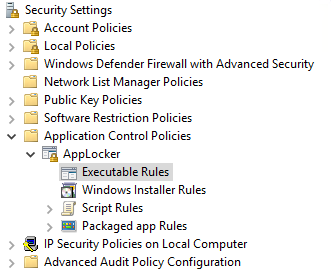 Security Settings
Account Policies
Local Policies
Windows Defender Firewall with Advanced Security
Network List Manager Policies
Public Key Policies
Software Restriction Policies
Application Control Policies
AppLocker
Executable Rules
Windows Installer Rules
Script Rules
Packaged app Rules
IP Security Policies on Local Computer
Advanced Audit Policy Configuration